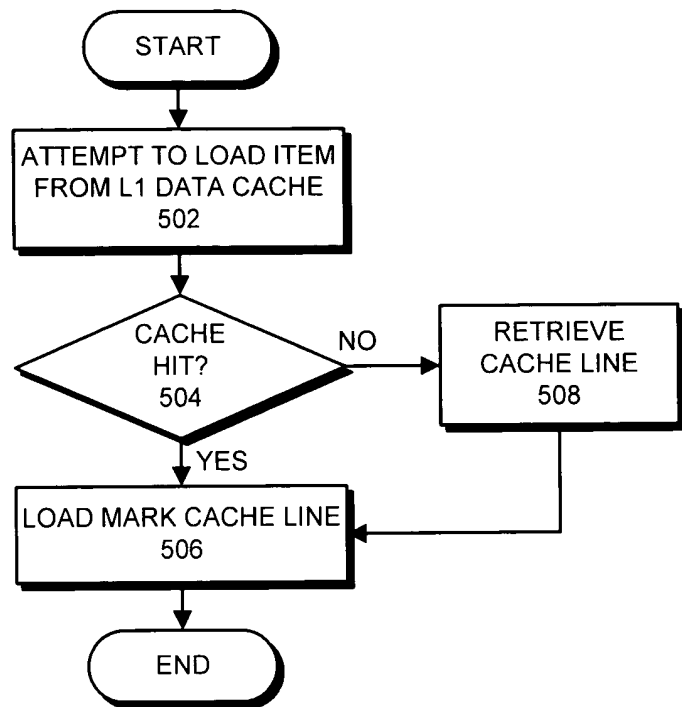 START
ATTEMPT TO LOAD ITEM
FROM L1 DATA CACHE
502
CACHE
HIT?
504
NO
RETRIEVE
CACHE LINE
508
YES
LOAD MARK CACHE LINE
506
END